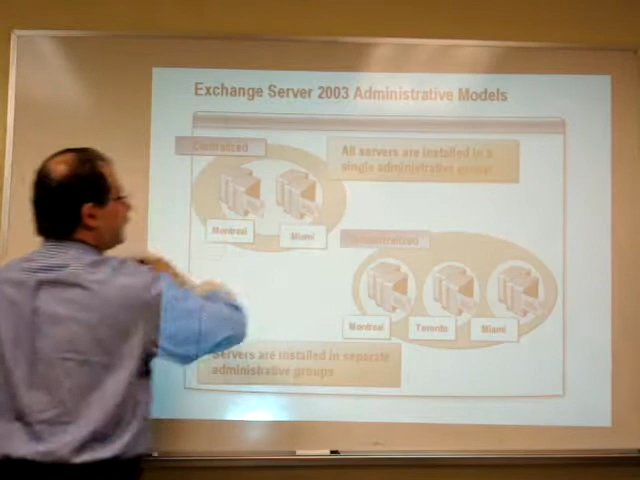 Exchange Server 2003 Administrative Models
Centralized
All servers are installed in a
single administrative group
Montreal
Miami
Decentralized
Montreal
Toronto
Miami
Servers are installed in separate
administrative groups